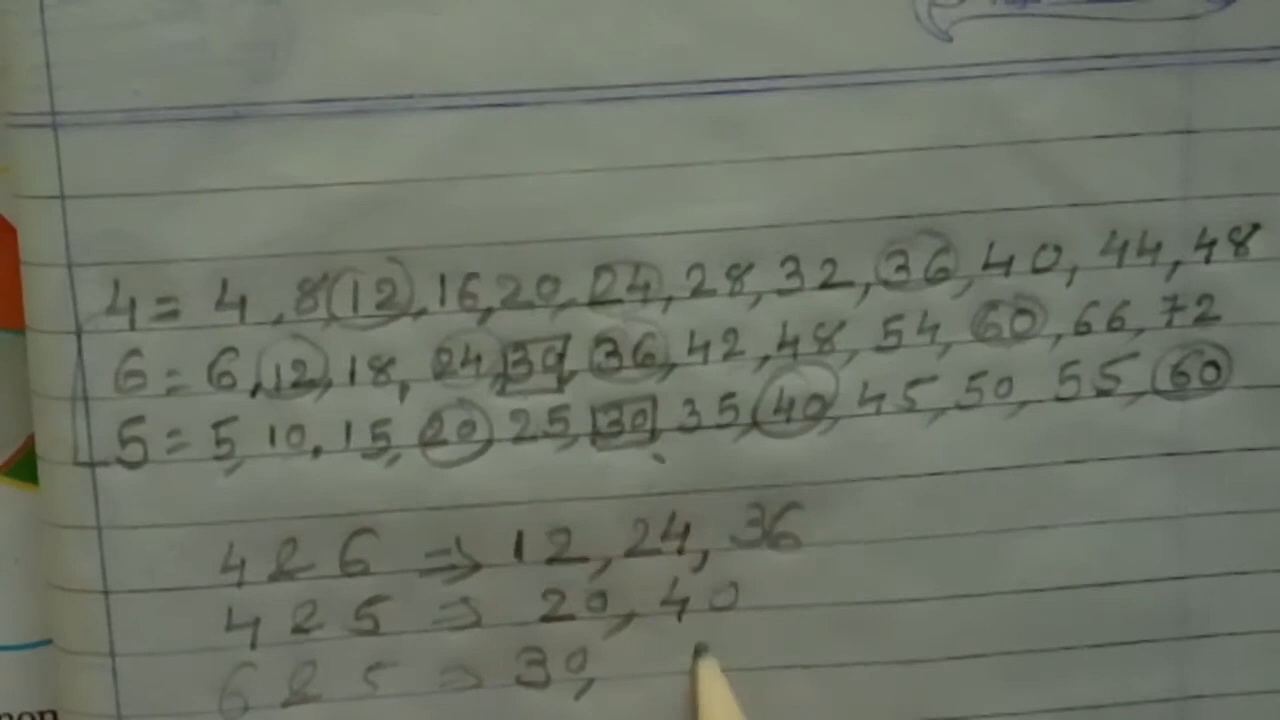 4 = 4, 8, 12, 16, 20, 24, 28, 32, 36, 40, 44, 48
6 = 6, 12, 18, 24, 30, 36, 42, 48, 54, 60, 66, 72
5 = 5, 10, 15, 20, 25, 30, 35, 40, 45, 50, 55, 60
4 & 6 ⇒ 12, 24, 36
4 & 5 ⇒ 20, 40
6 & 5 ⇒ 30,